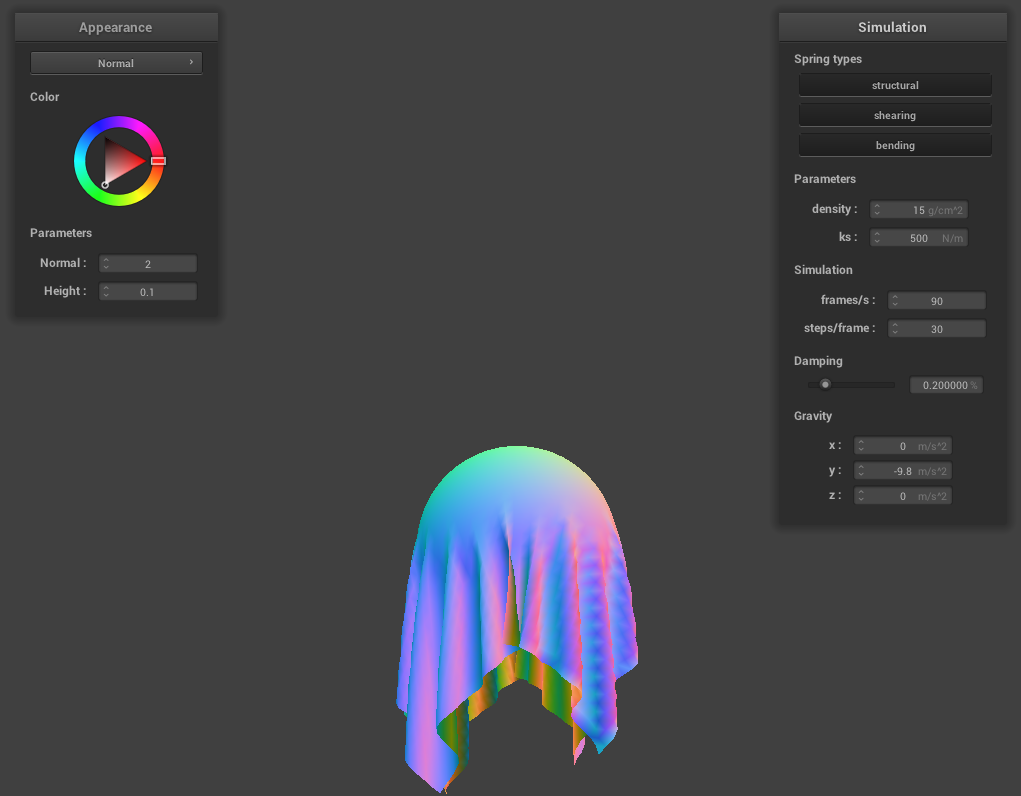 Appearance
Normal
Color
Parameters
Normal : 2
Height : 0.1
Simulation
Spring types
structural
shearing
bending
Parameters
density : 15 g/cm^2
ks : 500 N/m
Simulation
frames/s : 90
steps/frame : 30
Damping
0.200000 %
Gravity
x : 0 m/s^2
y : -9.8 m/s^2
z : 0 m/s^2